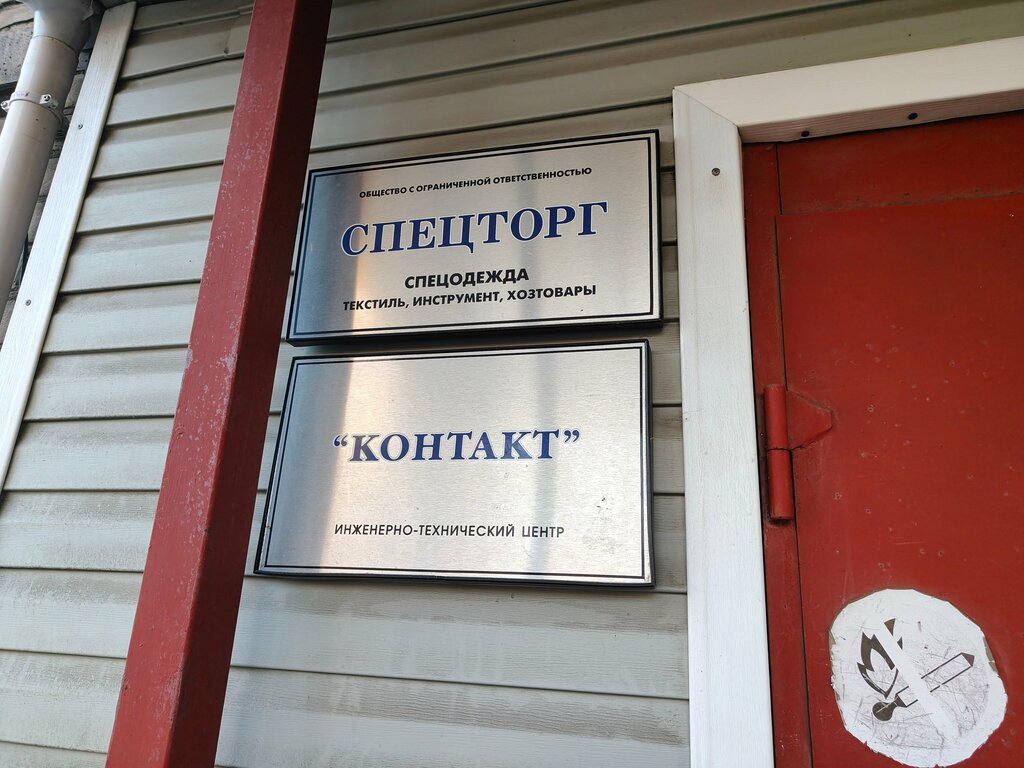 ОБЩЕСТВО С ОГРАНИЧЕННОЙ ОТВЕТСТВЕННОСТЬЮ
СПЕЦТОРГ
СПЕЦОДЕЖДА
ТЕКСТИЛЬ, ИНСТРУМЕНТ, ХОЗТОВАРЫ
“КОНТАКТ”
ИНЖЕНЕРНО-ТЕХНИЧЕСКИЙ ЦЕНТР